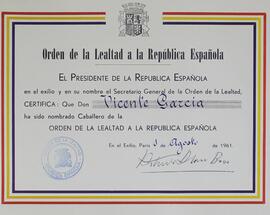 Orden de la Lealtad a la República Española
EL PRESIDENTE DE LA REPUBLICA ESPAÑOLA
en el exilio y en su nombre el Secretario General de la Orden de la Lealtad,
CERTIFICA: Que Don Vicente García
ha sido nombrado Caballero de la
ORDEN DE LA LEALTAD A LA REPUBLICA ESPAÑOLA
En el Exilio, París 1 de Agosto de 1961